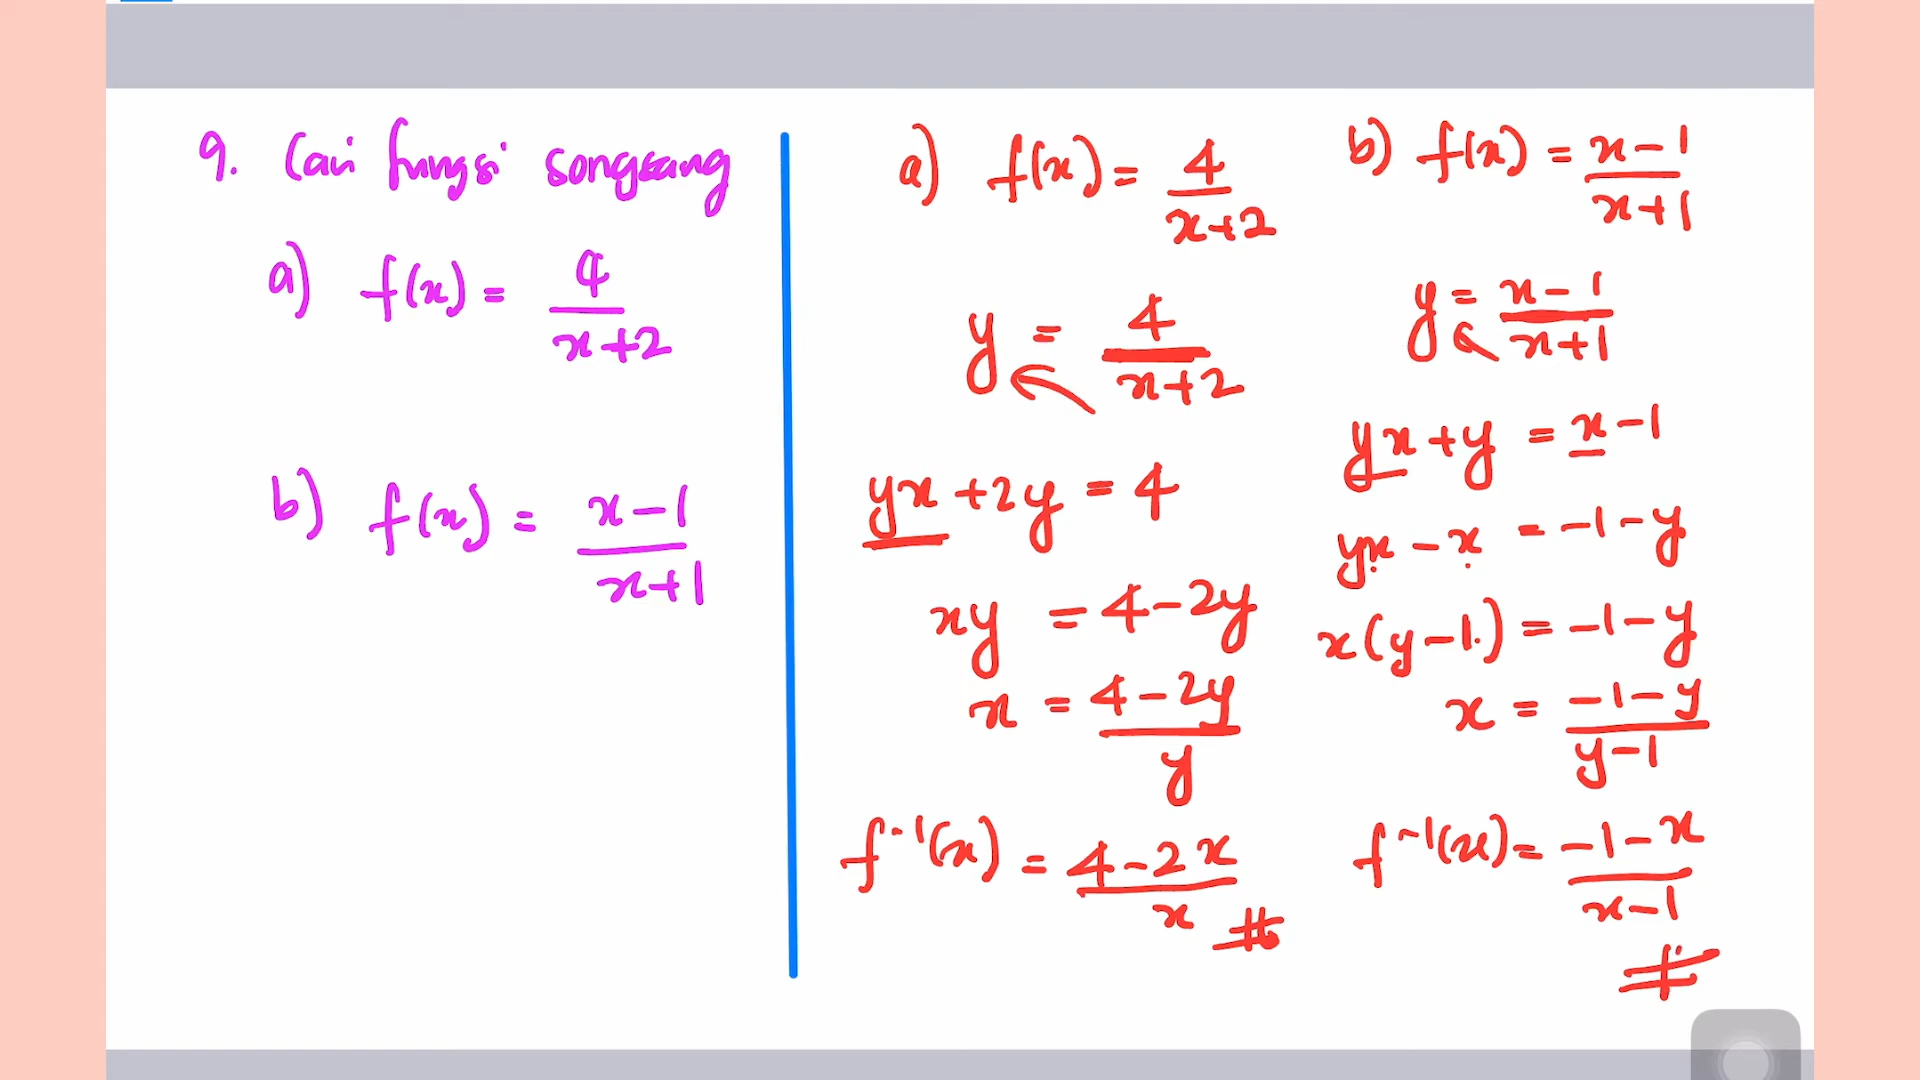 9. Cari fungsi songsang
a) f(x) = 4/(x+2)
b) f(x) = (x-1)/(x+1)
a) f(x) = 4/(x+2)
y = 4/(x+2)
yx + 2y = 4
xy = 4 - 2y
x = (4-2y)/y
f⁻¹(x) = (4-2x)/x #
b) f(x) = (x-1)/(x+1)
y = (x-1)/(x+1)
yx + y = x - 1
yx - x = -1 - y
x(y-1) = -1 - y
x = (-1-y)/(y-1)
f⁻¹(x) = (-1-x)/(x-1) #